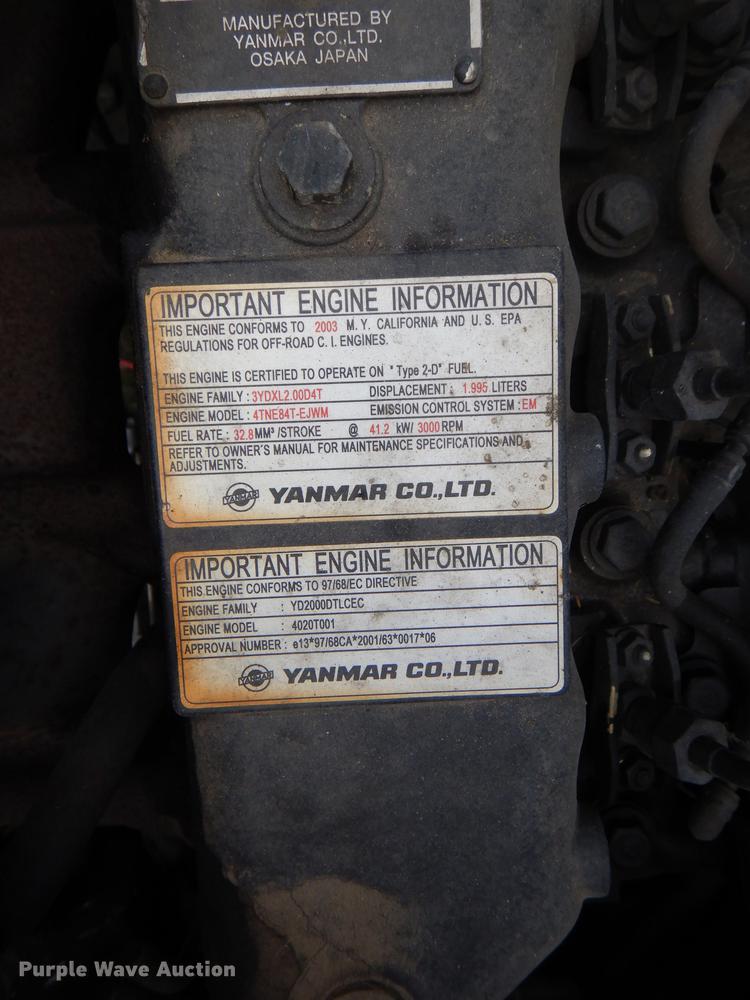 MANUFACTURED BY
YANMAR CO.,LTD.
OSAKA JAPAN
IMPORTANT ENGINE INFORMATION
THIS ENGINE CONFORMS TO 2003 M.Y. CALIFORNIA AND U.S. EPA
REGULATIONS FOR OFF-ROAD C.I. ENGINES.
THIS ENGINE IS CERTIFIED TO OPERATE ON "Type 2-D" FUEL.
ENGINE FAMILY : 3YDXL2.00D4T DISPLACEMENT : 1.995 LITERS
ENGINE MODEL : 4TNE84T-EJWM EMISSION CONTROL SYSTEM : EM
FUEL RATE : 32.8 MM³ /STROKE @ 41.2 kW/ 3000 RPM
REFER TO OWNER'S MANUAL FOR MAINTENANCE SPECIFICATIONS AND
ADJUSTMENTS.
YANMAR YANMAR CO.,LTD.
IMPORTANT ENGINE INFORMATION
THIS ENGINE CONFORMS TO 97/68/EC DIRECTIVE
ENGINE FAMILY : YD2000DTLCEC
ENGINE MODEL : 4020T001
APPROVAL NUMBER : e13*97/68CA*2001/63*0017*06
YANMAR YANMAR CO.,LTD.
Purple Wave Auction